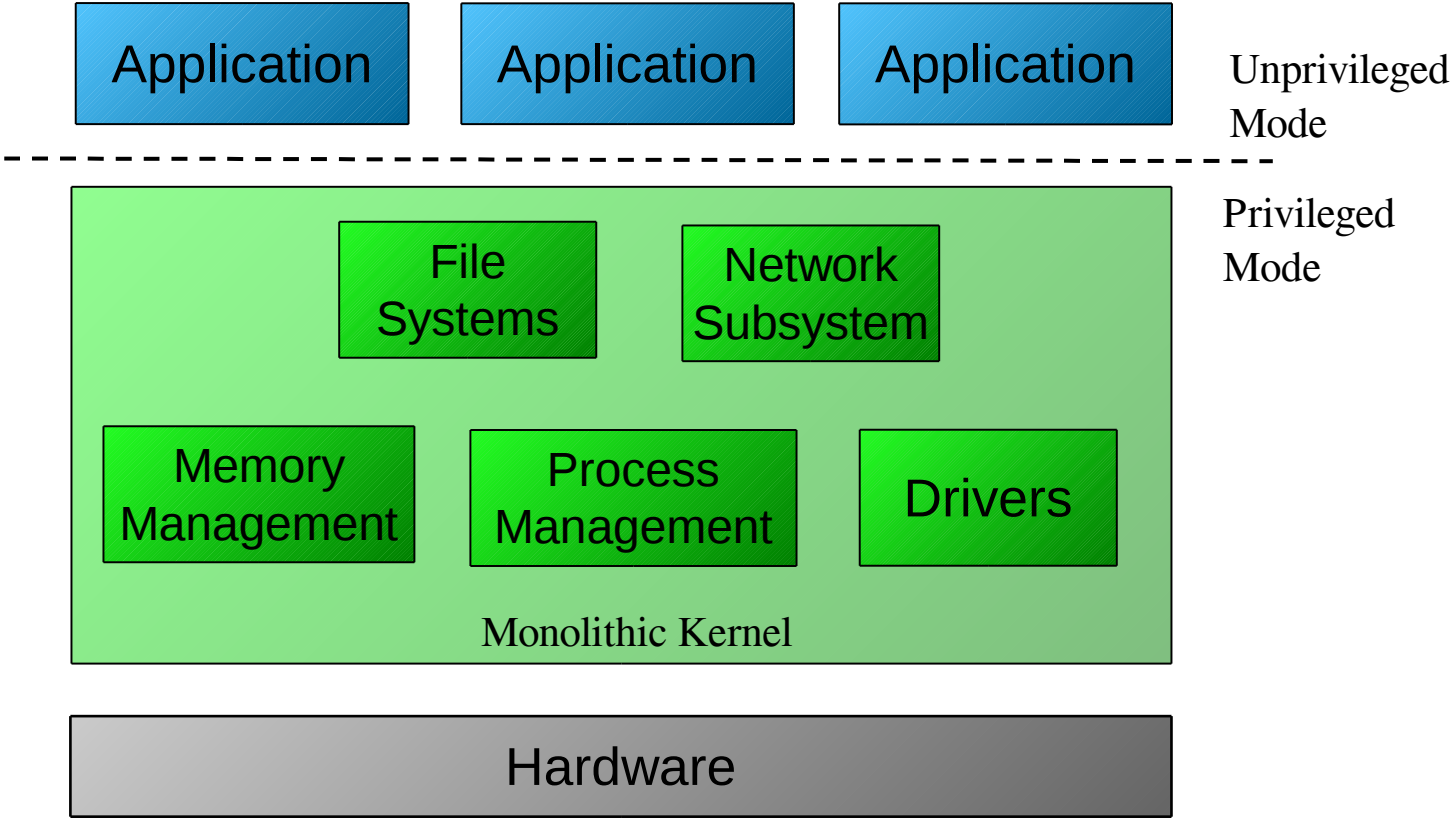 Application
Application
Application
Unprivileged
Mode
Privileged
Mode
File
Systems
Network
Subsystem
Memory
Management
Process
Management
Drivers
Monolithic Kernel
Hardware